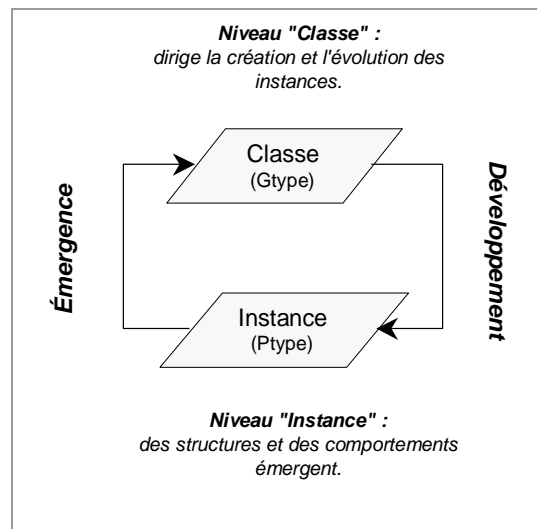 Niveau "Classe" :
dirige la création et l'évolution des
instances.
Classe
(Gtype)
Émergence
Développement
Instance
(Ptype)
Niveau "Instance" :
des structures et des comportements
émergent.